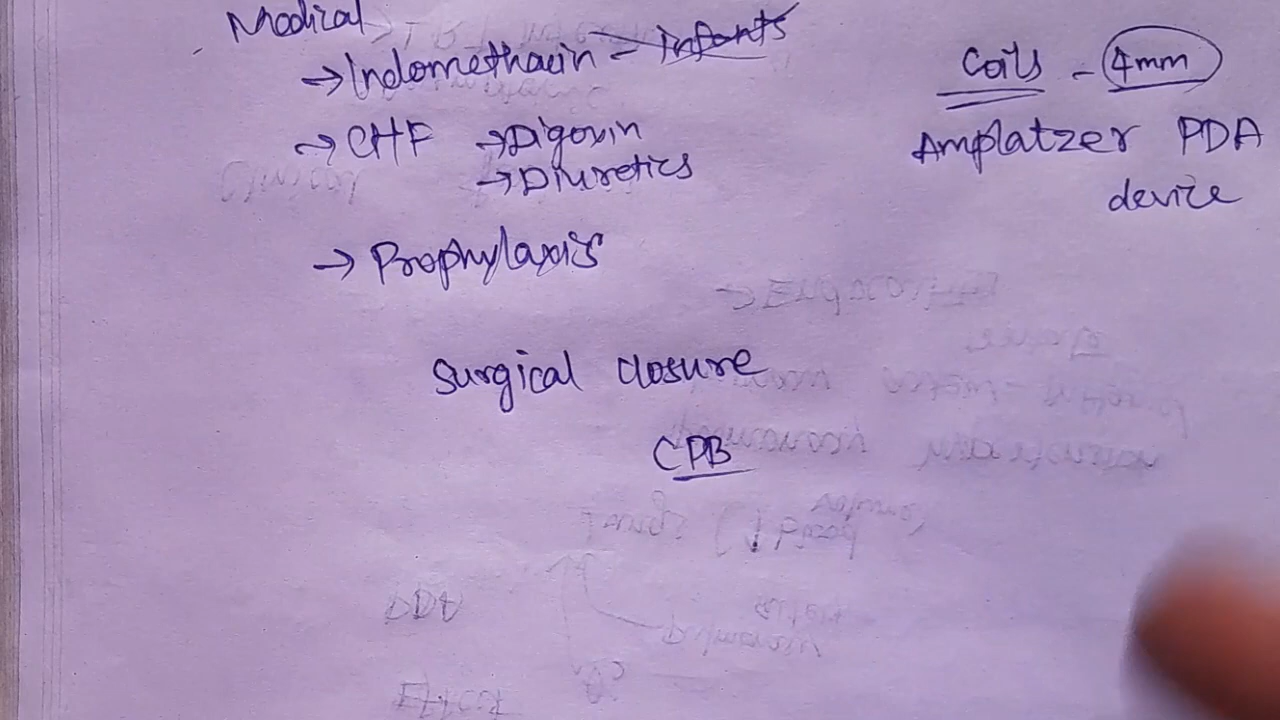 Medical
→ Indomethacin - Infants
→ CHF → Digoxin
→ Diuretics
→ Prophylaxis
Coils - 4mm
Amplatzer PDA
device
Surgical closure
CPB